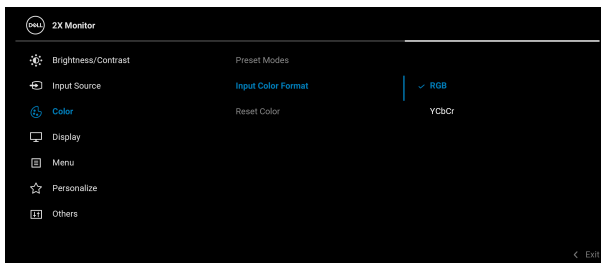 DELL 2X Monitor
Brightness/Contrast Preset Modes
Input Source Input Color Format RGB
Color Reset Color YCbCr
Display
Menu
Personalize
Others
Exit